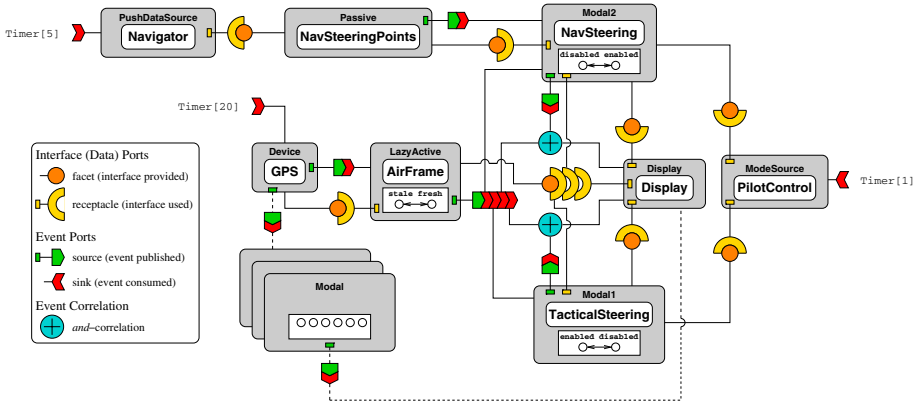 PushDataSource
Navigator
Timer[5]
Passive
NavSteeringPoints
Modal2
NavSteering
disabled enabled
Timer[20]
Device
GPS
LazyActive
AirFrame
stale fresh
Display
Display
ModeSource
PilotControl
Timer[1]
Interface (Data) Ports
facet (interface provided)
receptacle (interface used)
Event Ports
source (event published)
sink (event consumed)
Event Correlation
and–correlation
Modal
Modal1
TacticalSteering
enabled disabled